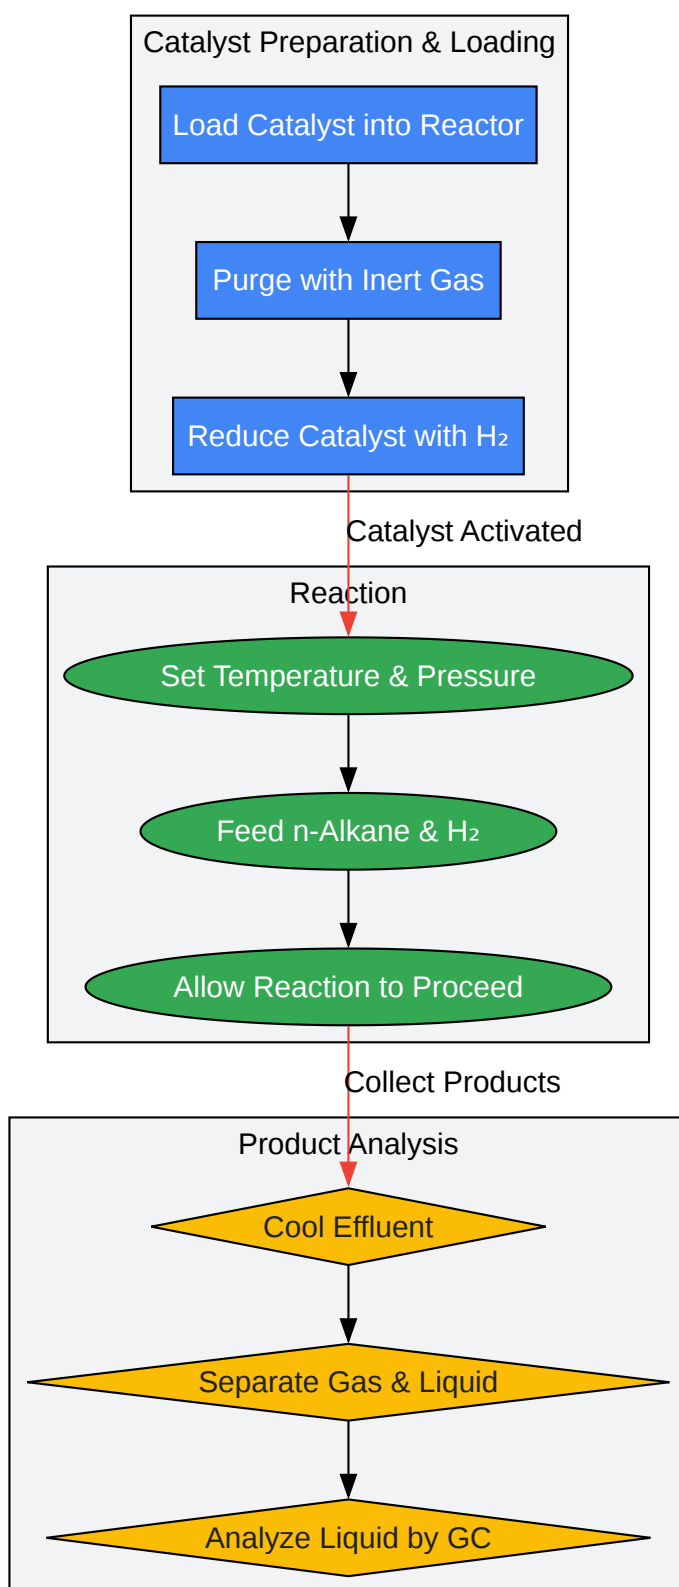 Catalyst Preparation & Loading
Load Catalyst into Reactor
Purge with Inert Gas
Reduce Catalyst with H₂
Catalyst Activated
Reaction
Set Temperature & Pressure
Feed n-Alkane & H₂
Allow Reaction to Proceed
Collect Products
Product Analysis
Cool Effluent
Separate Gas & Liquid
Analyze Liquid by GC